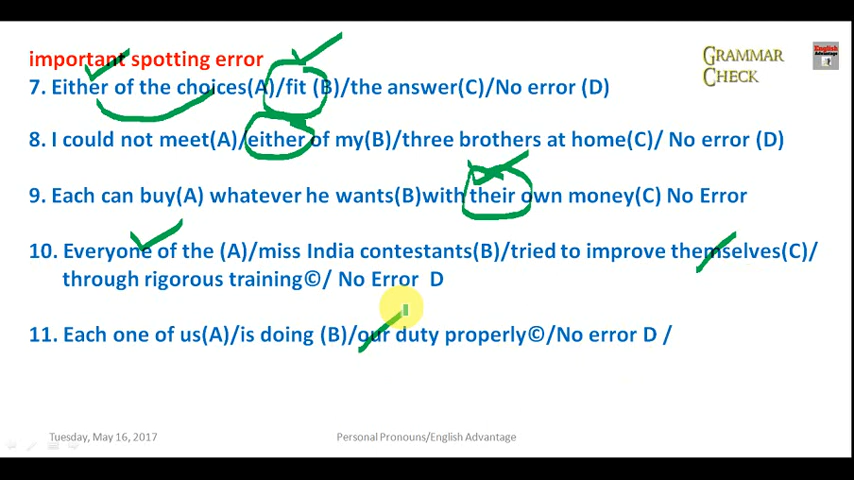 important spotting error
GRAMMAR
CHECK
English
Advantage
7. Either of the choices(A)/fit (B)/the answer(C)/No error (D)
8. I could not meet(A)/either of my(B)/three brothers at home(C)/ No error (D)
9. Each can buy(A) whatever he wants(B)with their own money(C) No Error
10. Everyone of the (A)/miss India contestants(B)/tried to improve themselves(C)/
through rigorous training©/ No Error D
11. Each one of us(A)/is doing (B)/our duty properly©/No error D /
Tuesday, May 16, 2017
Personal Pronouns/English Advantage